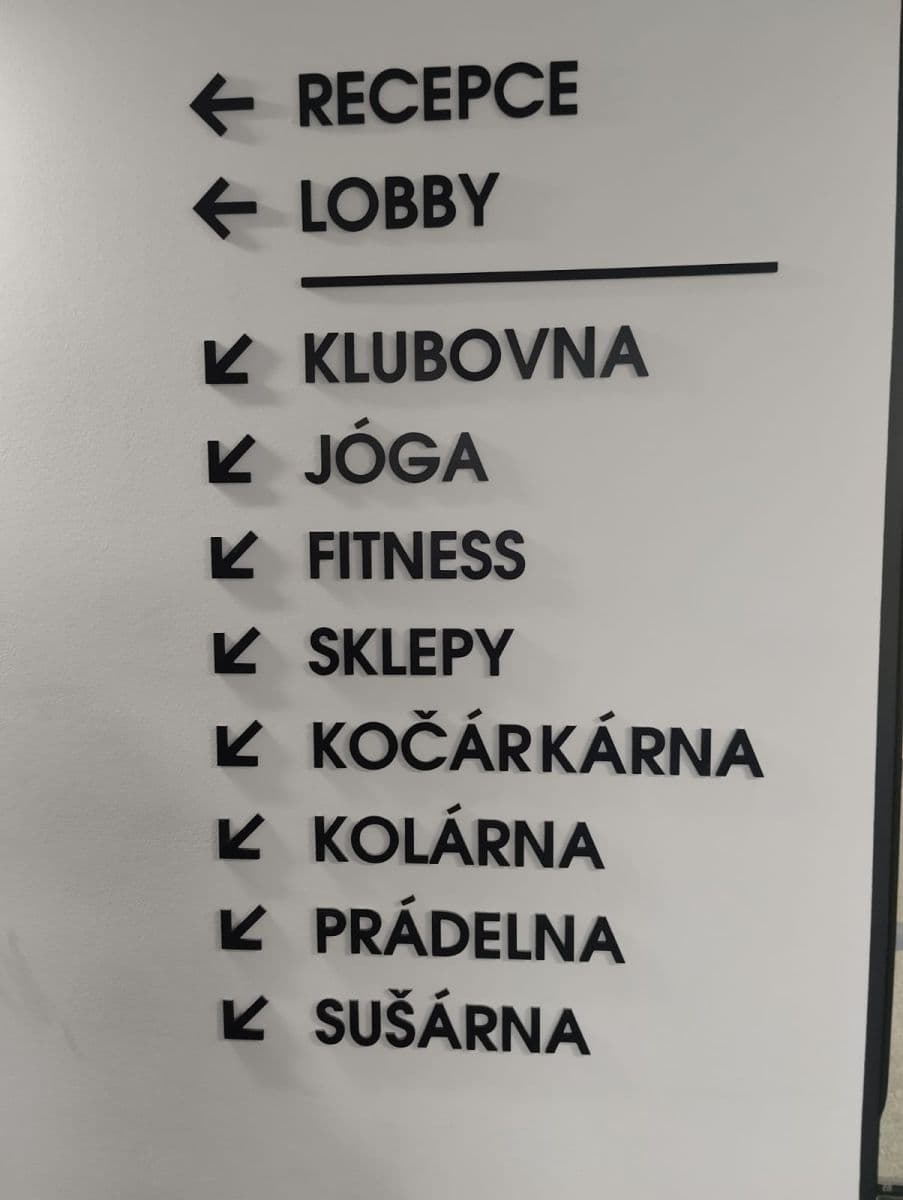 ← RECEPCE
← LOBBY
↙ KLUBOVNA
↙ JÓGA
↙ FITNESS
↙ SKLEPY
↙ KOČÁRKÁRNA
↙ KOLÁRNA
↙ PRÁDELNA
↙ SUŠÁRNA